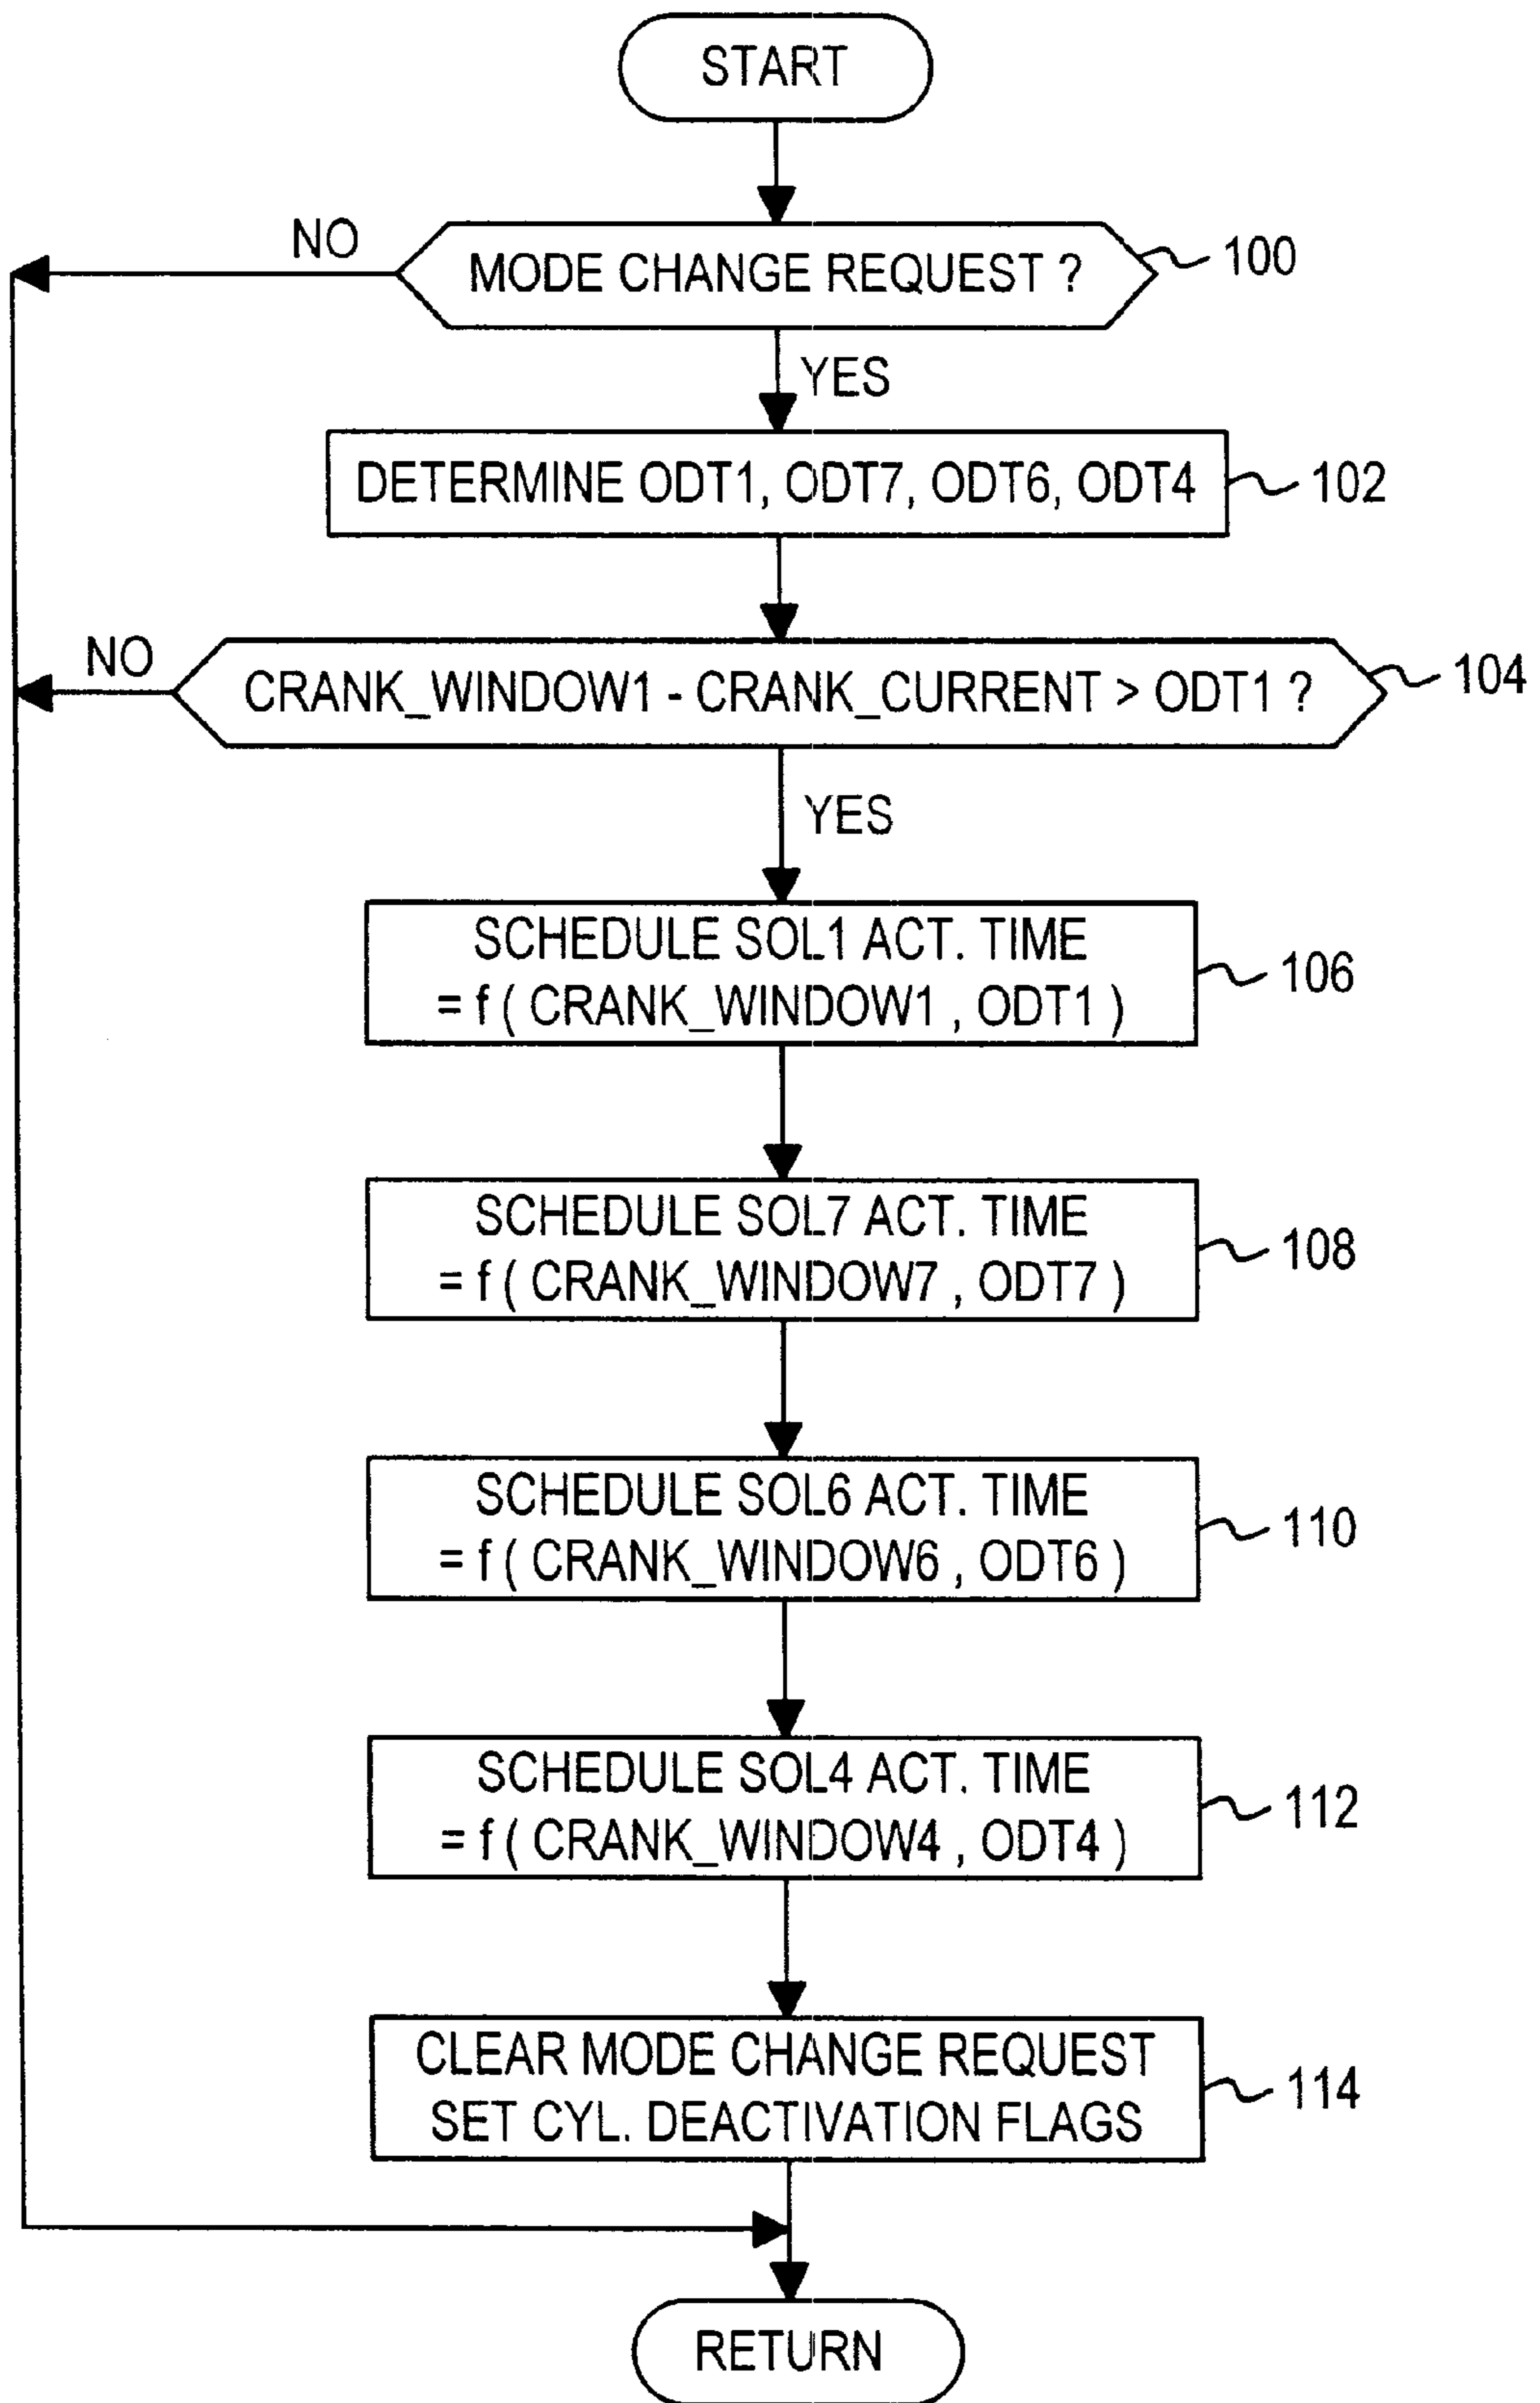 START
NO
MODE CHANGE REQUEST ?
100
YES
DETERMINE ODT1, ODT7, ODT6, ODT4
102
NO
CRANK_WINDOW1 - CRANK_CURRENT > ODT1 ?
104
YES
SCHEDULE SOL1 ACT. TIME
= f ( CRANK_WINDOW1 , ODT1 )
106
SCHEDULE SOL7 ACT. TIME
= f ( CRANK_WINDOW7 , ODT7 )
108
SCHEDULE SOL6 ACT. TIME
= f ( CRANK_WINDOW6 , ODT6 )
110
SCHEDULE SOL4 ACT. TIME
= f ( CRANK_WINDOW4 , ODT4 )
112
CLEAR MODE CHANGE REQUEST
SET CYL. DEACTIVATION FLAGS
114
RETURN